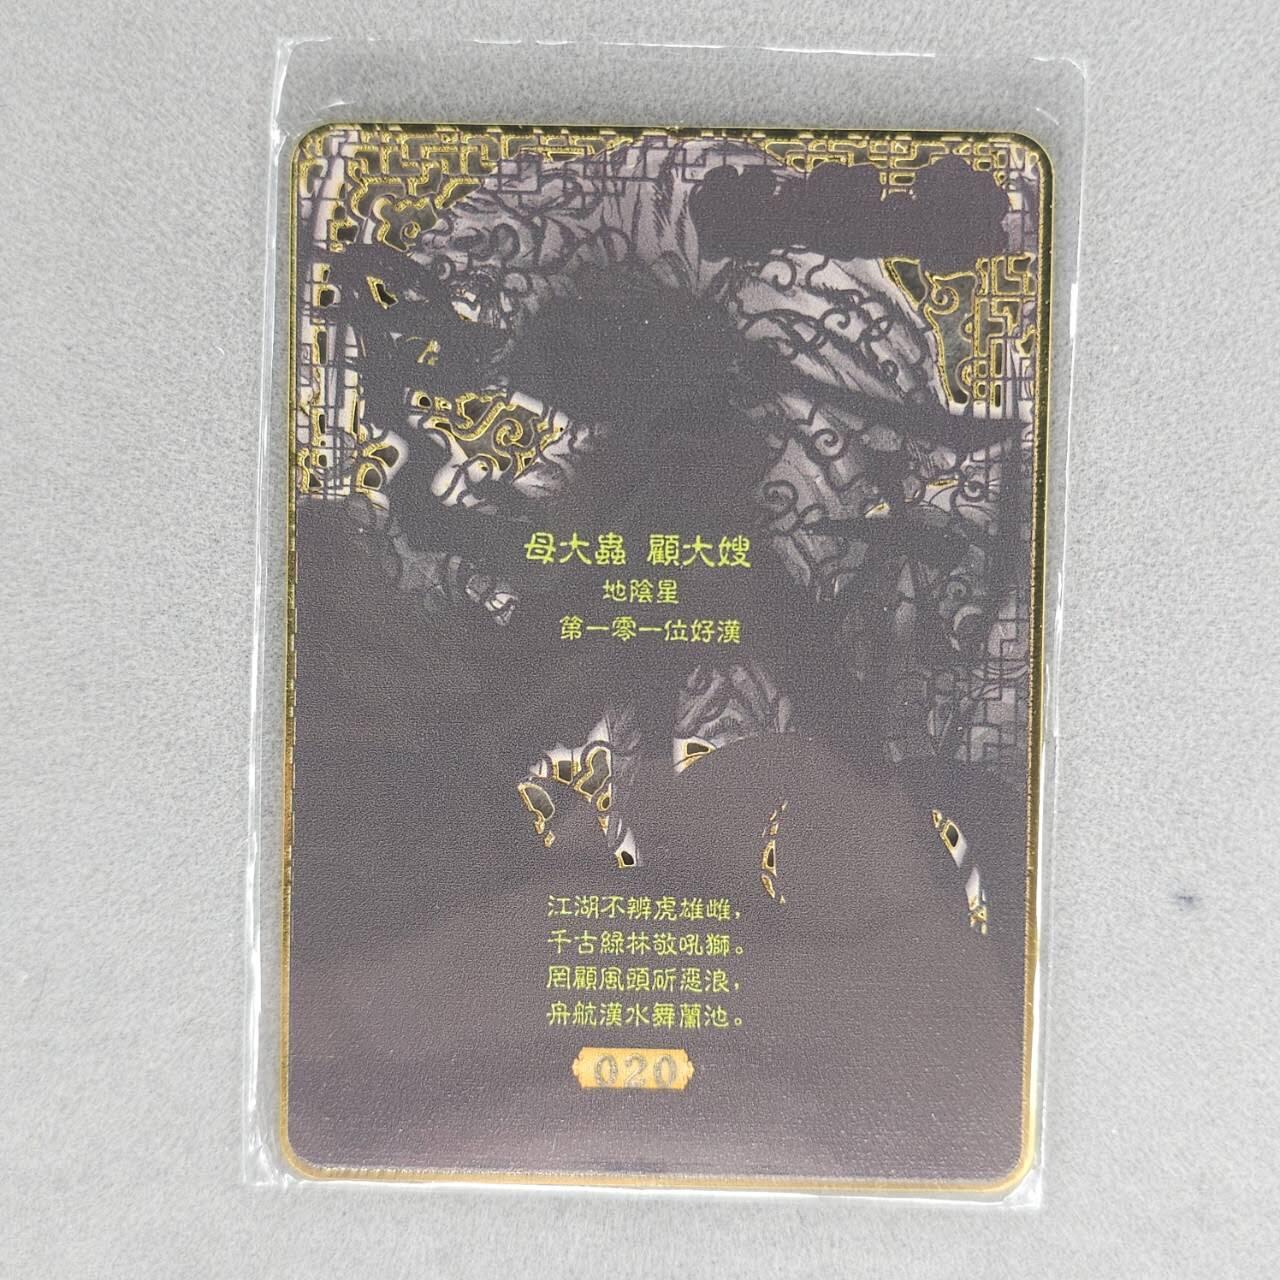 母大蟲 顧大嫂
地陰星
第一零一位好漢
江湖不辨虎雄雌，
千古綠林敬吼獅。
罔顧風頭斫惡浪，
舟航漢水舞蘭池。
020